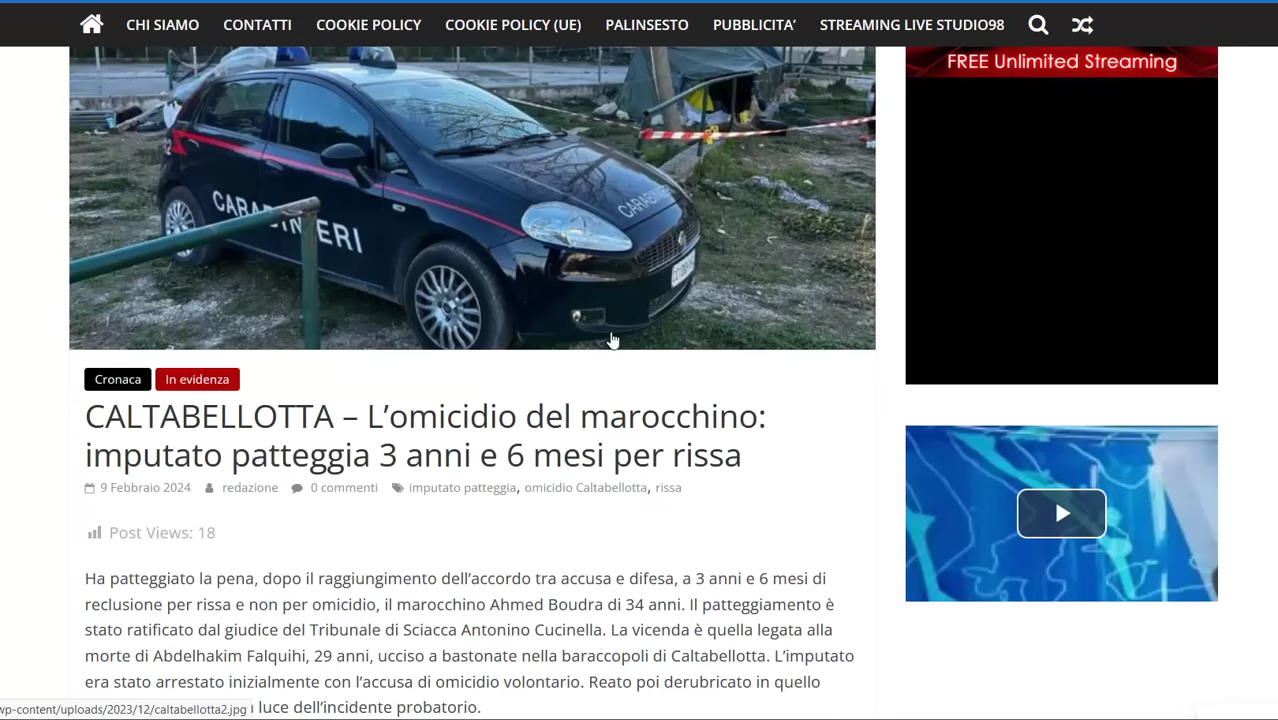 CHI SIAMO CONTATTI COOKIE POLICY COOKIE POLICY (UE) PALINSESTO PUBBLICITA’ STREAMING LIVE STUDIO98
FREE Unlimited Streaming
CARABINIERI
CARABINIERI
Cronaca In evidenza
CALTABELLOTTA – L’omicidio del marocchino:
imputato patteggia 3 anni e 6 mesi per rissa
9 Febbraio 2024 redazione 0 commenti imputato patteggia, omicidio Caltabellotta, rissa
Post Views: 18
Ha patteggiato la pena, dopo il raggiungimento dell’accordo tra accusa e difesa, a 3 anni e 6 mesi di
reclusione per rissa e non per omicidio, il marocchino Ahmed Boudra di 34 anni. Il patteggiamento è
stato ratificato dal giudice del Tribunale di Sciacca Antonino Cucinella. La vicenda è quella legata alla
morte di Abdelhakim Falquihi, 29 anni, ucciso a bastonate nella baraccopoli di Caltabellotta. L’imputato
era stato arrestato inizialmente con l’accusa di omicidio volontario. Reato poi derubricato in quello
luce dell’incidente probatorio.
wp-content/uploads/2023/12/caltabellotta2.jpg